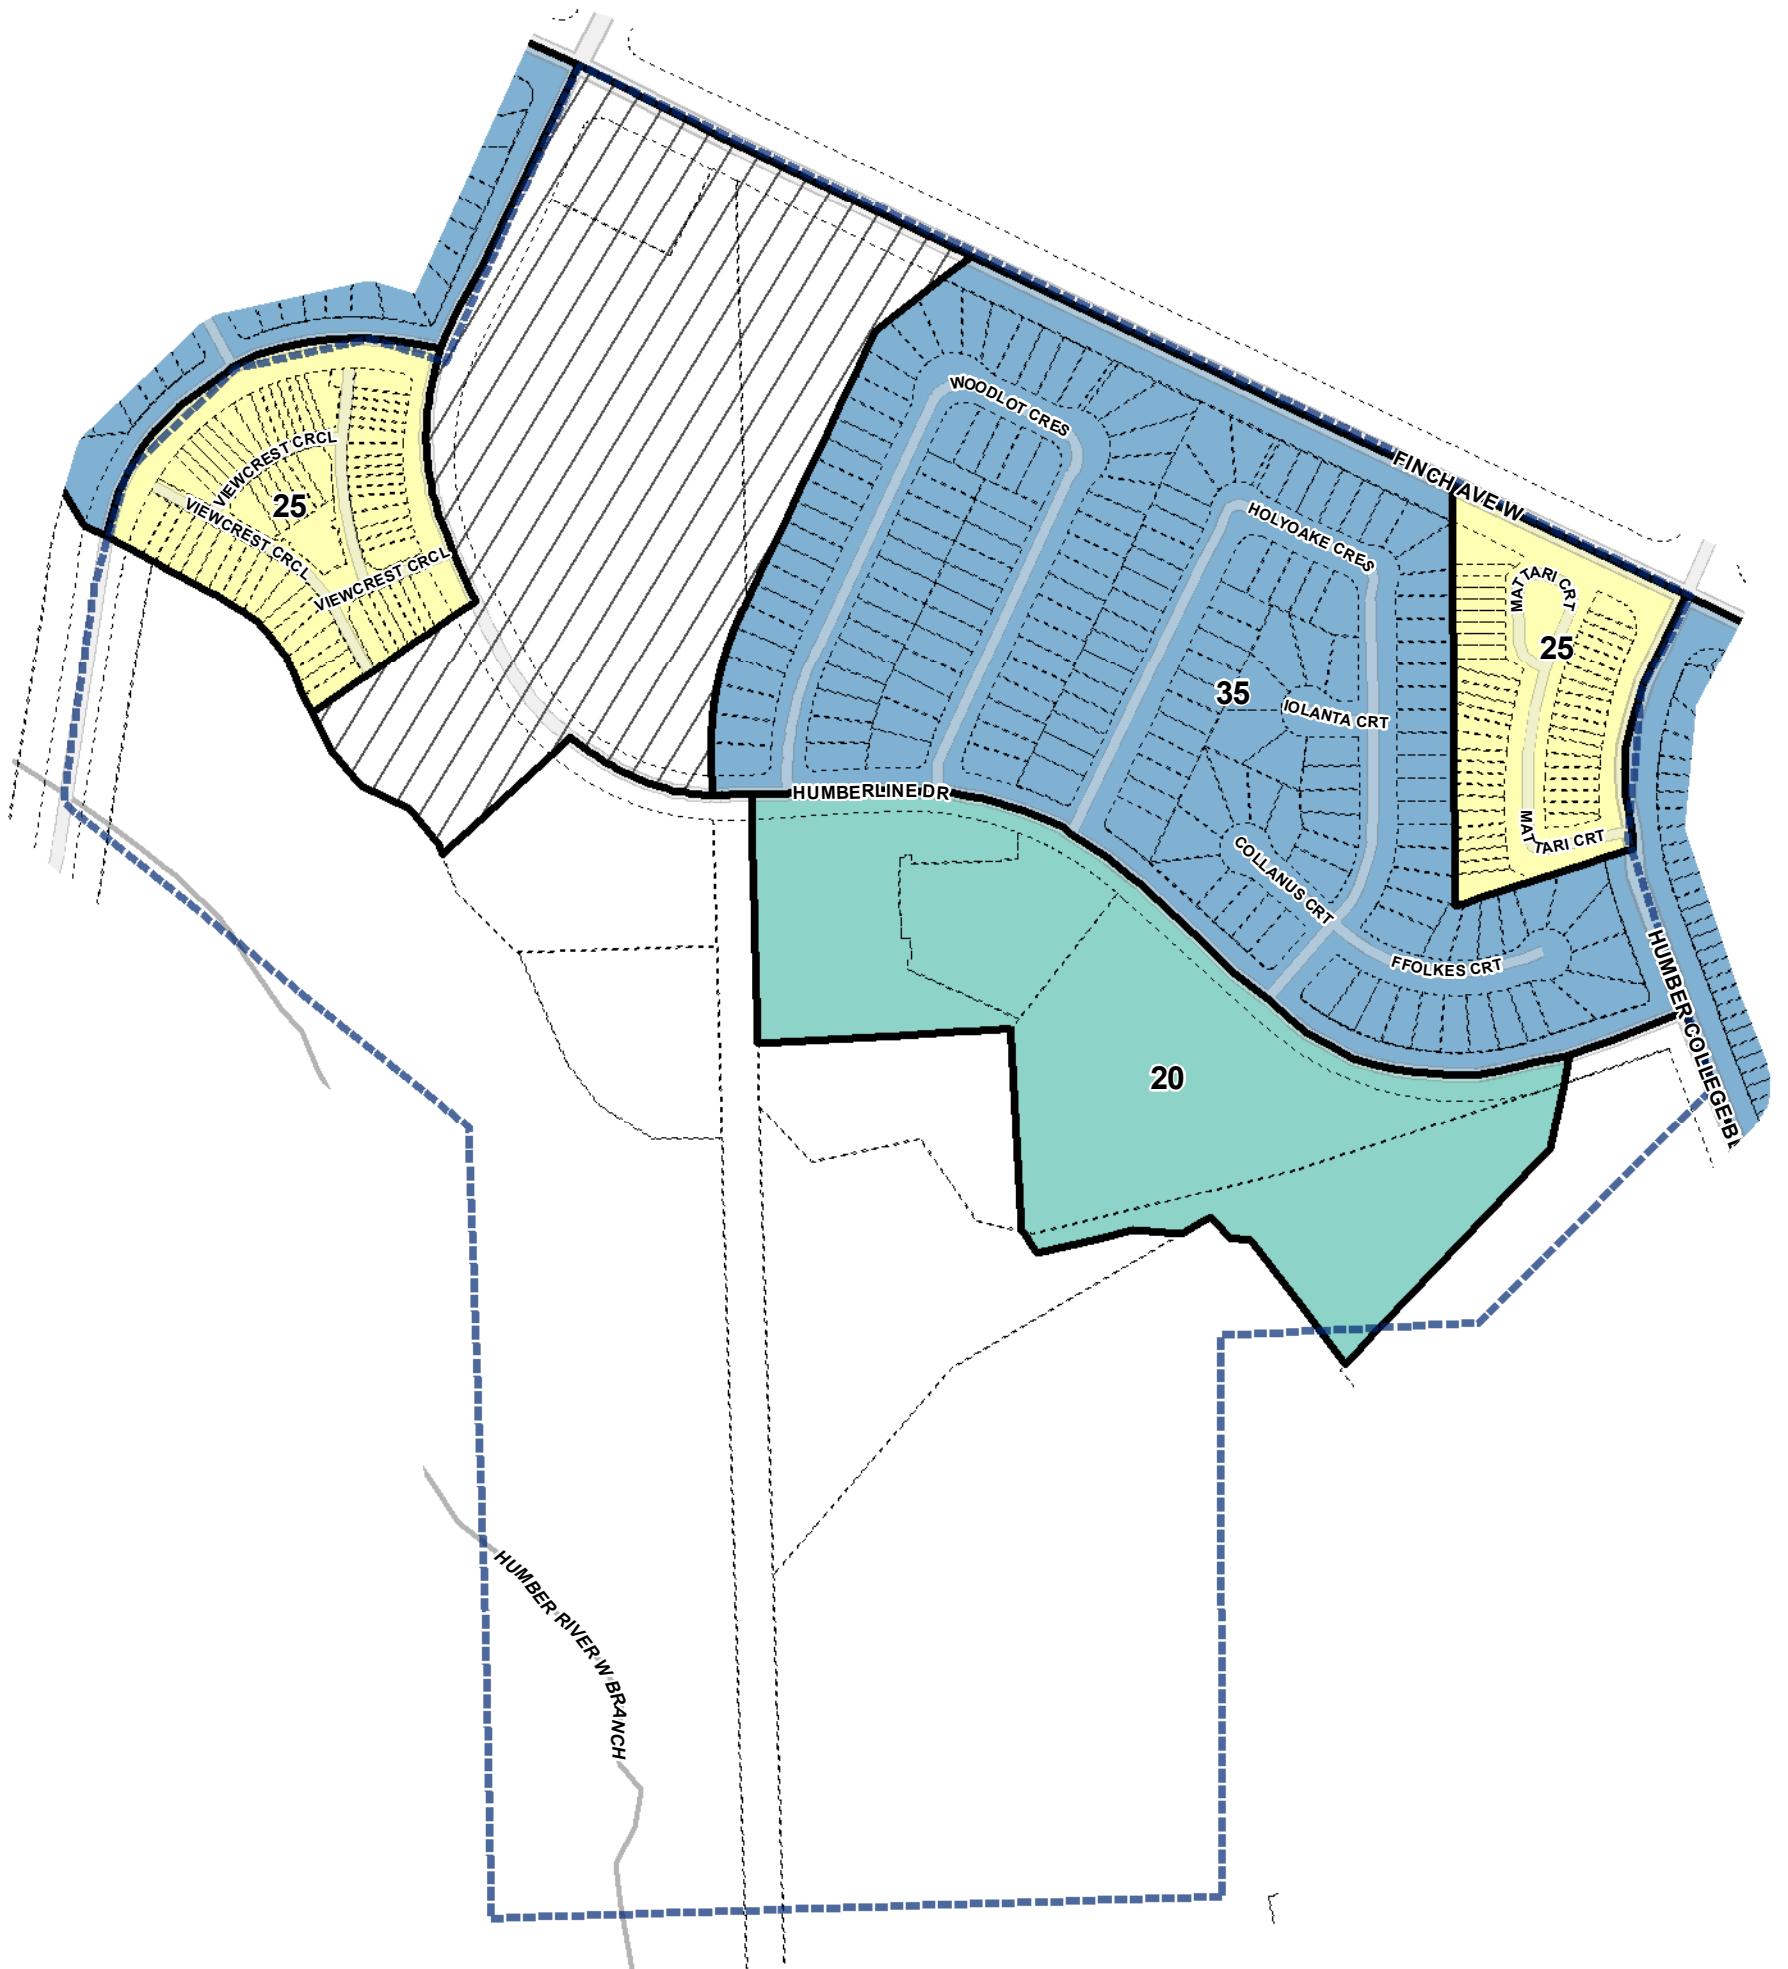 WOODLOT CRES
VIEWCREST CRCL
25
VIEWCREST CRCL
VIEWCREST CRCL
FINCH AVE W
HOLYOAKE CRES
MATTARI CRT
25
35
IOLANTA CRT
HUMBERLINE DR
MATTARI CRT
COLLANUS CRT
FFOLKES CRT
HUMBER COLLEGE BL
20
HUMBER RIVER W BRANCH